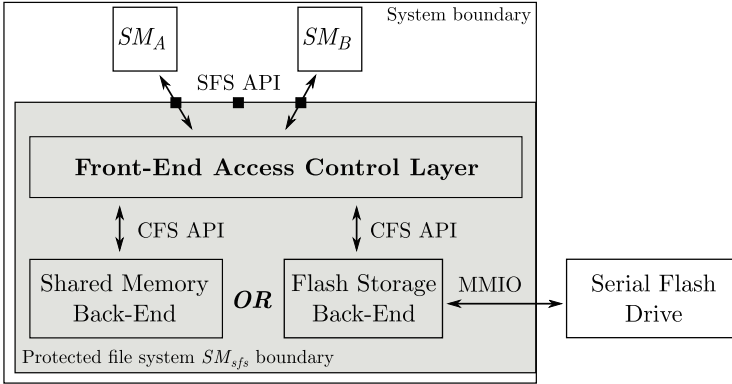 System boundary
SM_A
SM_B
SFS API
Front-End Access Control Layer
CFS API
CFS API
Shared Memory
Back-End
OR
Flash Storage
Back-End
MMIO
Serial Flash
Drive
Protected file system SM_sfs boundary